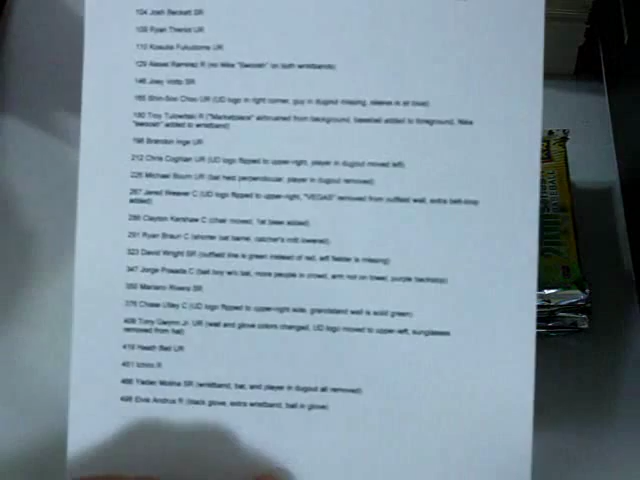 104 Josh Beckett SR
109 Ryan Theriot UR
110 Kosuke Fukudome UR
129 Alexei Ramirez R (no Nike "Swoosh" on both wristbands)
146 Joey Votto SR
165 Shin-Soo Choo UR (UD logo in right corner, guy in dugout missing, sleeve is all blue)
180 Troy Tulowitzki R ("Marketplace" airbrushed from background, baseball added to foreground, Nike
"swoosh" added to wristband)
198 Brandon Inge UR
212 Chris Coghlan UR (UD logo flipped to upper-right, player in dugout moved left)
226 Michael Bourn UR (bat held perpendicular, player in dugout removed)
267 Jered Weaver C (UD logo flipped to upper-right, "VEGAS" removed from outfield wall, extra belt-loop
added)
286 Clayton Kershaw C (chair moved, 1st base added)
291 Ryan Braun C (shorter bat barrel, catcher's mitt lowered)
323 David Wright SR (outfield line is green instead of red, left fielder is missing)
347 Jorge Posada C (bat boy w/o bat, more people in crowd, arm not on towel, purple backstop)
350 Mariano Rivera SR
376 Chase Utley C (UD logo flipped to upper-right side, grandstand wall is solid green)
409 Tony Gwynn Jr. UR (wall and glove colors changed, UD logo moved to upper-left, sunglasses
removed from hat)
419 Heath Bell UR
451 Ichiro R
466 Yadier Molina SR (wristband, bat, and player in dugout all removed)
498 Elvis Andrus R (black glove, extra wristband, ball in glove)